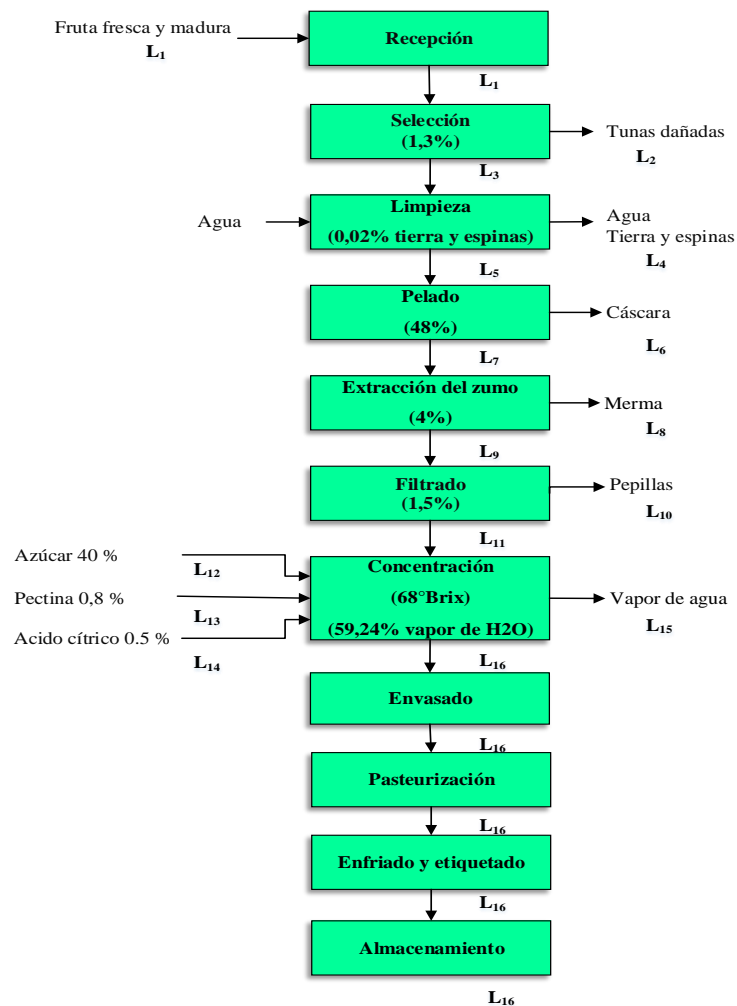 Fruta fresca y madura
L₁
Recepción
L₁
Selección
(1,3%)
Tunas dañadas
L₂
L₃
Agua
Limpieza
(0,02% tierra y espinas)
Agua
Tierra y espinas
L₄
L₅
Pelado
(48%)
Cáscara
L₆
L₇
Extracción del zumo
(4%)
Merma
L₈
L₉
Filtrado
(1,5%)
Pepillas
L₁₀
L₁₁
Azúcar 40 %
L₁₂
Pectina 0,8 %
L₁₃
Acido cítrico 0.5 %
L₁₄
Concentración
(68°Brix)
(59,24% vapor de H2O)
Vapor de agua
L₁₅
L₁₆
Envasado
L₁₆
Pasteurización
L₁₆
Enfriado y etiquetado
L₁₆
Almacenamiento
L₁₆